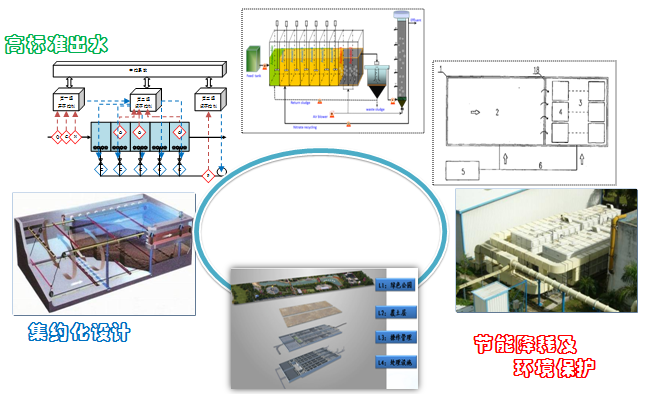 高标准出水
Feed tank
Effluent
Return sludge
Air blower
waste sludge
Nitrate recycling
1
18
2
4
3
5
6
L1：绿色公园
L2：覆土层
L3：操作管理
L4：处理设施
集约化设计
节能降耗及
环境保护